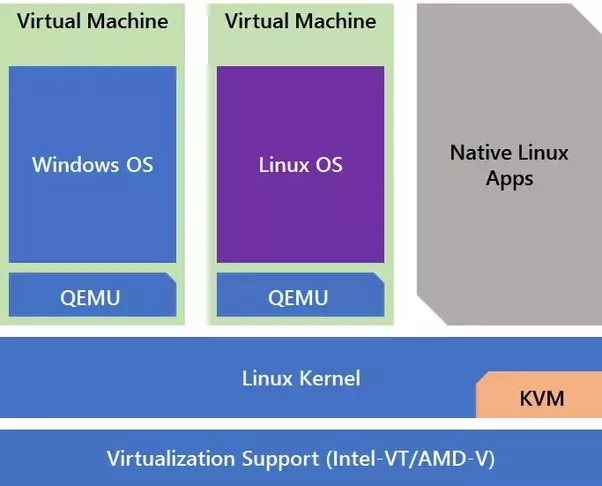 Virtual Machine
Virtual Machine
Windows OS
Linux OS
Native Linux
Apps
QEMU
QEMU
Linux Kernel
KVM
Virtualization Support (Intel-VT/AMD-V)